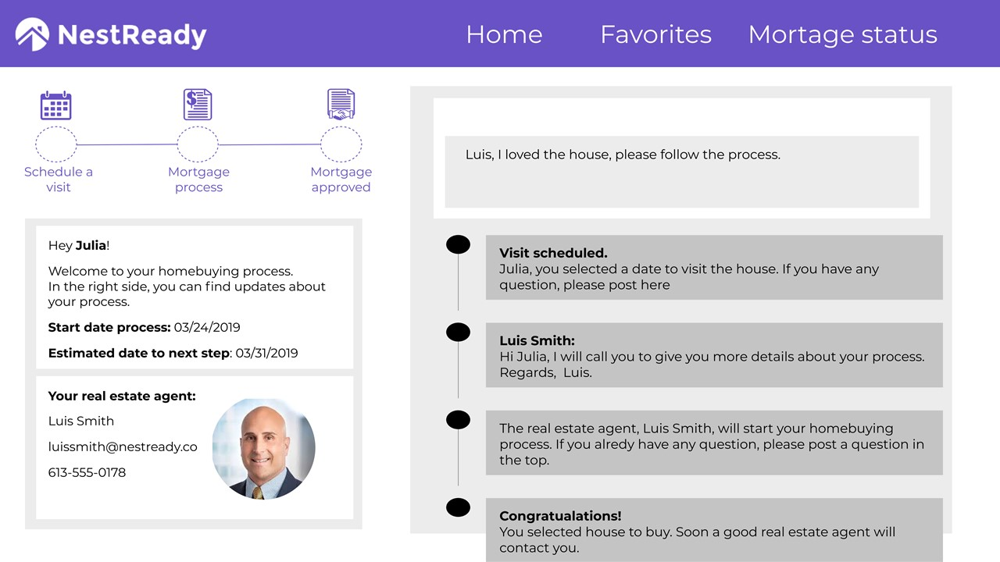 NestReady
Home
Favorites
Mortage status
Schedule a
visit
Mortgage
process
Mortgage
approved
Hey Julia!
Welcome to your homebuying process.
In the right side, you can find updates about
your process.
Start date process: 03/24/2019
Estimated date to next step: 03/31/2019
Your real estate agent:
Luis Smith
luissmith@nestready.co
613-555-0178
Luis, I loved the house, please follow the process.
Visit scheduled.
Julia, you selected a date to visit the house. If you have any
question, please post here
Luis Smith:
Hi Julia, I will call you to give you more details about your process.
Regards,  Luis.
The real estate agent, Luis Smith, will start your homebuying
process. If you alredy have any question, please post a question in
the top.
Congratualations!
You selected house to buy. Soon a good real estate agent will
contact you.